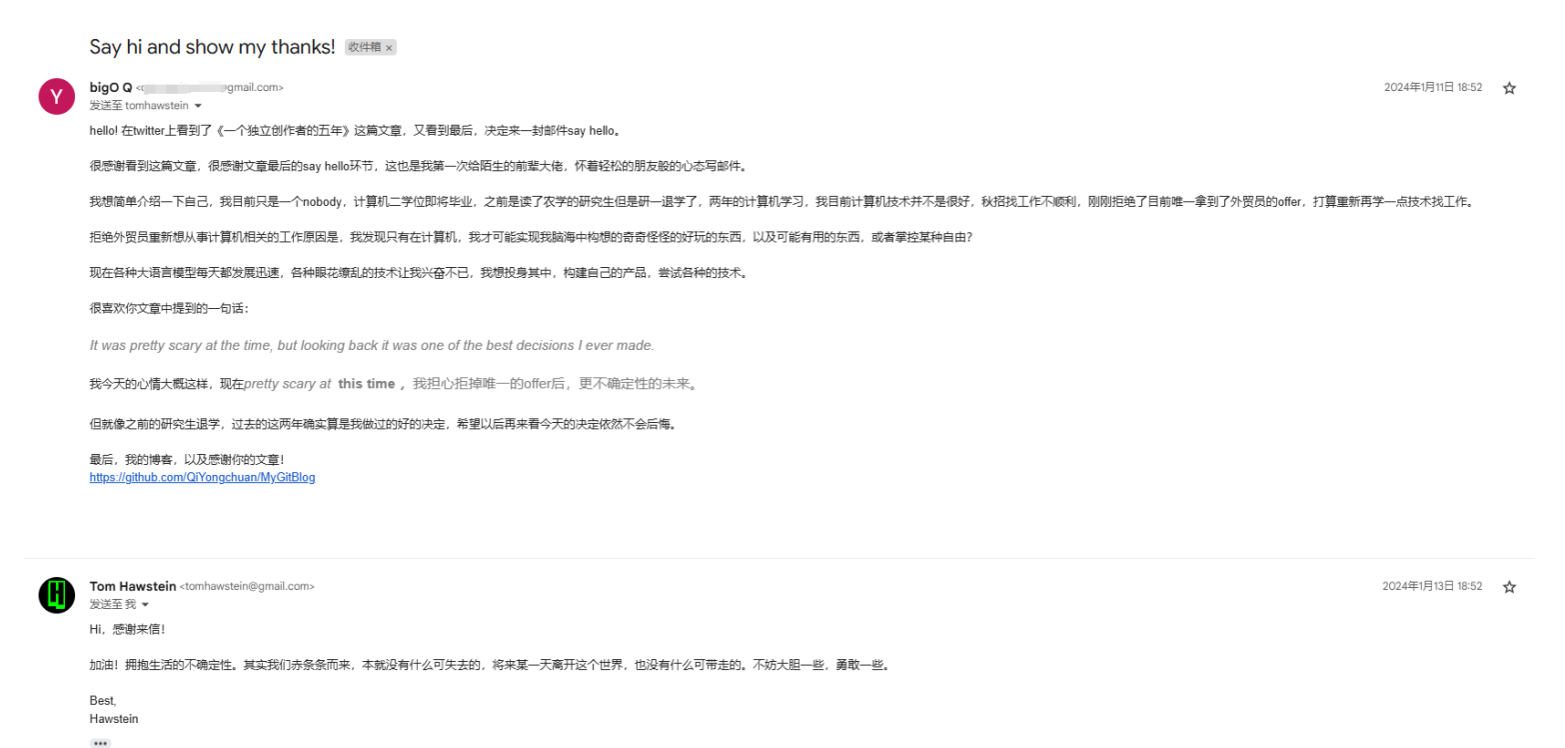 Say hi and show my thanks! 收件箱 ×
Y
bigO Q gmail.com>
2024年1月11日 18:52
发送至 tomhawstein
hello! 在twitter上看到了《一个独立创作者的五年》这篇文章，又看到最后，决定来一封邮件say hello。
很感谢看到这篇文章，很感谢文章最后的say hello环节，这也是我第一次给陌生的前辈大佬，怀着轻松的朋友般的心态写邮件。
我想简单介绍一下自己，我目前只是一个nobody，计算机二学位即将毕业，之前是读了农学的研究生但是研一退学了，两年的计算机学习，我目前计算机技术并不是很好，秋招找工作不顺利，刚刚拒绝了目前唯一拿到了外贸员的offer，打算重新再学一点技术找工作。
拒绝外贸员重新想从事计算机相关的工作原因是，我发现只有在计算机，我才可能实现我脑海中构想的奇奇怪怪的好玩的东西，以及可能有用的东西，或者掌控某种自由？
现在各种大语言模型每天都发展迅速，各种眼花缭乱的技术让我兴奋不已，我想投身其中，构建自己的产品，尝试各种的技术。
很喜欢你文章中提到的一句话：
It was pretty scary at the time, but looking back it was one of the best decisions I ever made.
我今天的心情大概这样，现在pretty scary at this time ，我担心拒掉唯一的offer后，更不确定性的未来。
但就像之前的研究生退学，过去的这两年确实算是我做过的好的决定，希望以后再来看今天的决定依然不会后悔。
最后，我的博客，以及感谢你的文章！
https://github.com/QiYongchuan/MyGitBlog
Tom Hawstein <tomhawstein@gmail.com>
2024年1月13日 18:52
发送至 我
Hi，感谢来信！
加油！拥抱生活的不确定性。其实我们赤条条而来，本就没有什么可失去的，将来某一天离开这个世界，也没有什么可带走的。不妨大胆一些，勇敢一些。
Best,
Hawstein